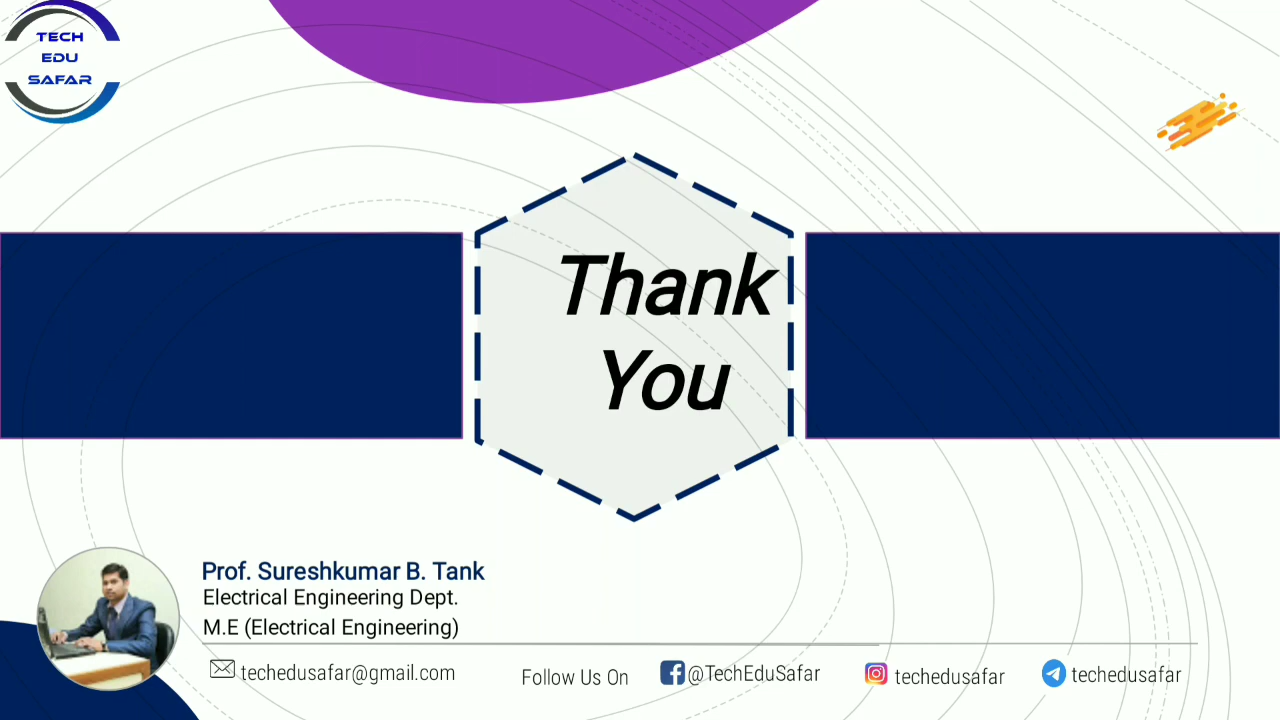 TECH
EDU
SAFAR
Thank
You
Prof. Sureshkumar B. Tank
Electrical Engineering Dept.
M.E (Electrical Engineering)
techedusafar@gmail.com
Follow Us On
@TechEduSafar
techedusafar
techedusafar